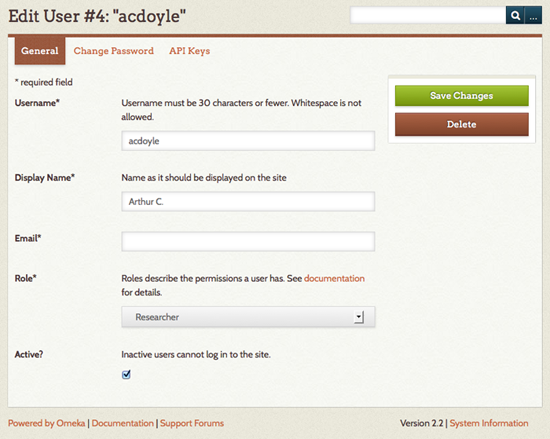 Edit User #4: "acdoyle"
...
General
Change Password
API Keys
* required field
Save Changes
Delete
Username*
Username must be 30 characters or fewer. Whitespace is not
allowed.
acdoyle
Display Name*
Name as it should be displayed on the site
Arthur C.
Email*
Role*
Roles describe the permissions a user has. See documentation
for details.
Researcher
Active?
Inactive users cannot log in to the site.
Powered by Omeka | Documentation | Support Forums
Version 2.2 | System Information